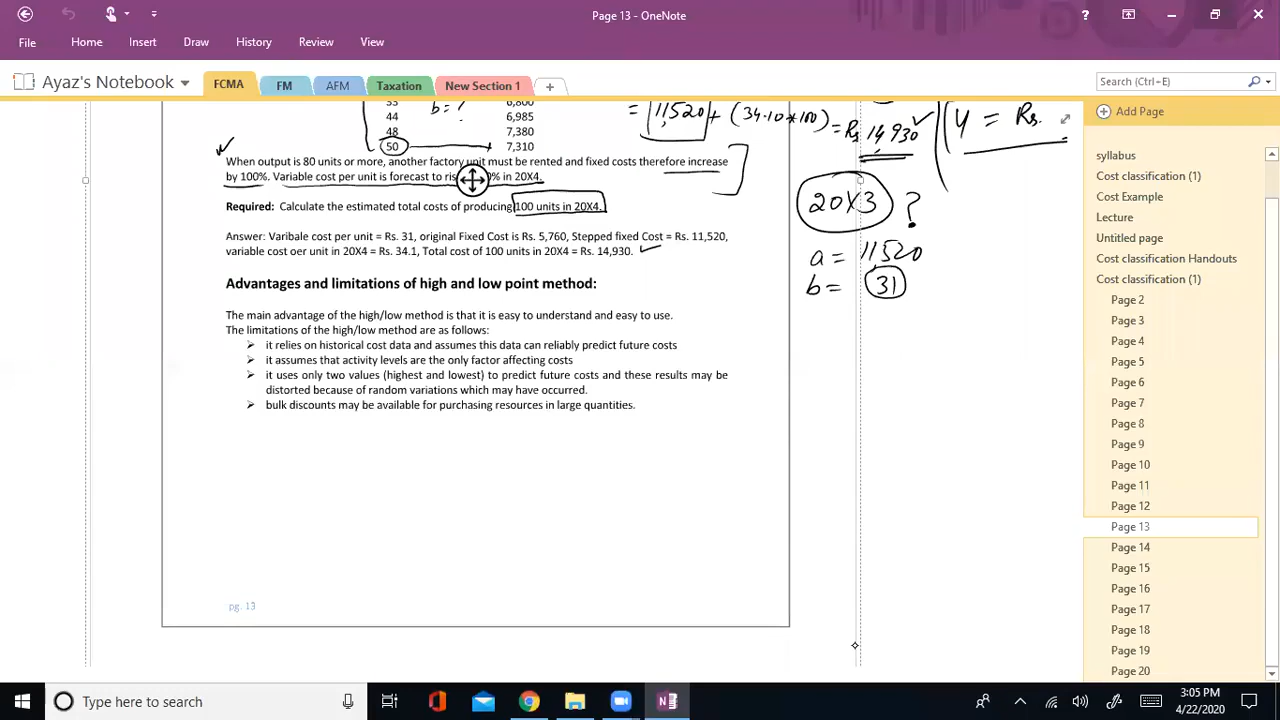 Page 13 - OneNote
?
File Home Insert Draw History Review View
Ayaz's Notebook FCMA FM AFM Taxation New Section 1
Search (Ctrl+E)
Add Page
syllabus
Cost classification (1)
Cost Example
Lecture
Untitled page
Cost classification Handouts
Cost classification (1)
Page 2
Page 3
Page 4
Page 5
Page 6
Page 7
Page 8
Page 9
Page 10
Page 11
Page 12
Page 13
Page 14
Page 15
Page 16
Page 17
Page 18
Page 19
Page 20
6,800
b = ?
44 6,985
48 7,380
50 7,310
= 11,520 + (34.10*100) = Rs 14,930
Y = Rs.
When output is 80 units or more, another factory unit must be rented and fixed costs therefore increase
by 100%. Variable cost per unit is forecast to % in 20X4.
Required: Calculate the estimated total costs of producing 100 units in 20X4.
Answer: Varibale cost per unit = Rs. 31, original Fixed Cost is Rs. 5,760, Stepped fixed Cost = Rs. 11,520,
variable cost oer unit in 20X4 = Rs. 34.1, Total cost of 100 units in 20X4 = Rs. 14,930.
20X3 ?
a = 11,520
b = 31
Advantages and limitations of high and low point method:
The main advantage of the high/low method is that it is easy to understand and easy to use.
The limitations of the high/low method are as follows:
it relies on historical cost data and assumes this data can reliably predict future costs
it assumes that activity levels are the only factor affecting costs
it uses only two values (highest and lowest) to predict future costs and these results may be
distorted because of random variations which may have occurred.
bulk discounts may be available for purchasing resources in large quantities.
pg. 13
Type here to search
3:05 PM
4/22/2020